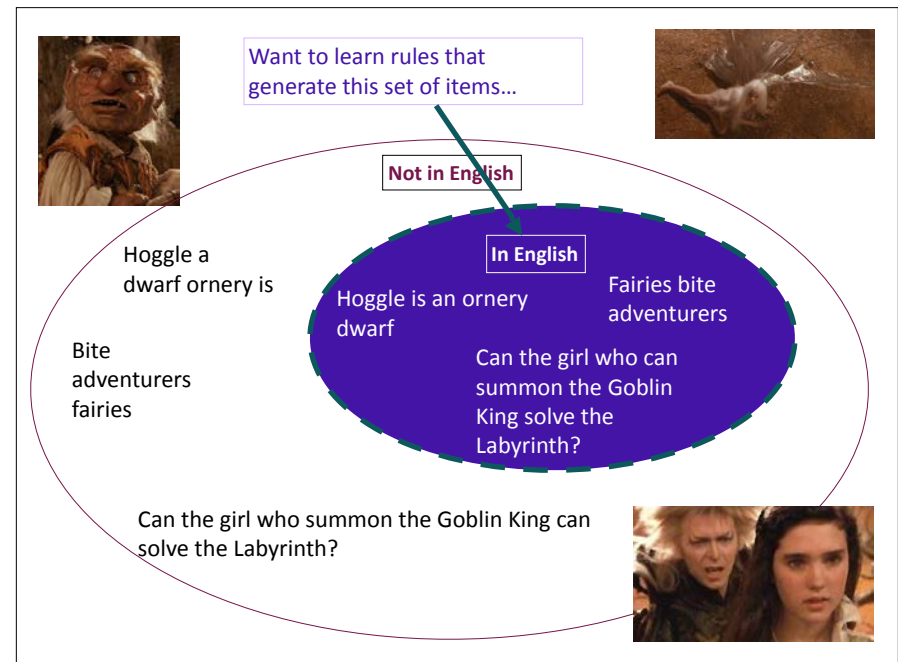 Want to learn rules that
generate this set of items…
Not in English
In English
Hoggle a
dwarf ornery is
Hoggle is an ornery
dwarf
Fairies bite
adventurers
Bite
adventurers
fairies
Can the girl who can
summon the Goblin
King solve the
Labyrinth?
Can the girl who summon the Goblin King can
solve the Labyrinth?